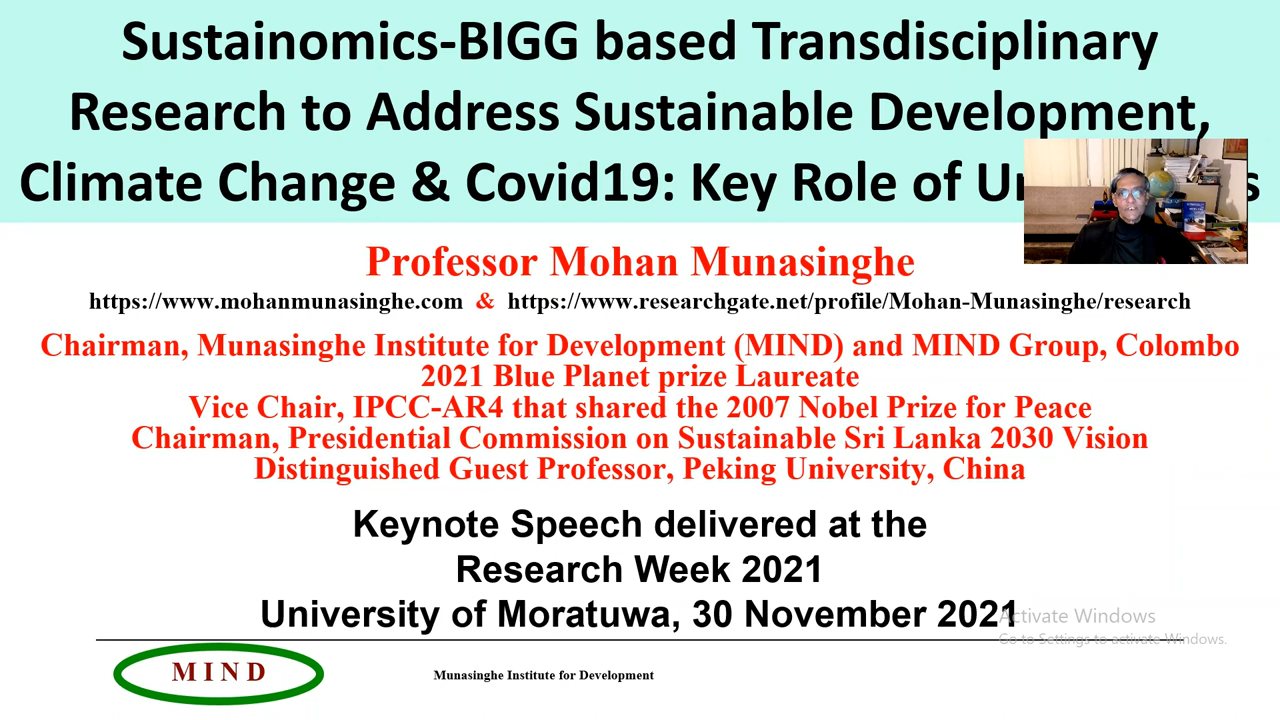 Sustainomics-BIGG based Transdisciplinary
Research to Address Sustainable Development,
Climate Change & Covid19: Key Role of
Professor Mohan Munasinghe
https://www.mohanmunasinghe.com & https://www.researchgate.net/profile/Mohan-Munasinghe/research
Chairman, Munasinghe Institute for Development (MIND) and MIND Group, Colombo
2021 Blue Planet prize Laureate
Vice Chair, IPCC-AR4 that shared the 2007 Nobel Prize for Peace
Chairman, Presidential Commission on Sustainable Sri Lanka 2030 Vision
Distinguished Guest Professor, Peking University, China
Keynote Speech delivered at the
Research Week 2021
University of Moratuwa, 30 November 2021
Activate Windows
Go to Settings to activate Windows.
M I N D
Munasinghe Institute for Development